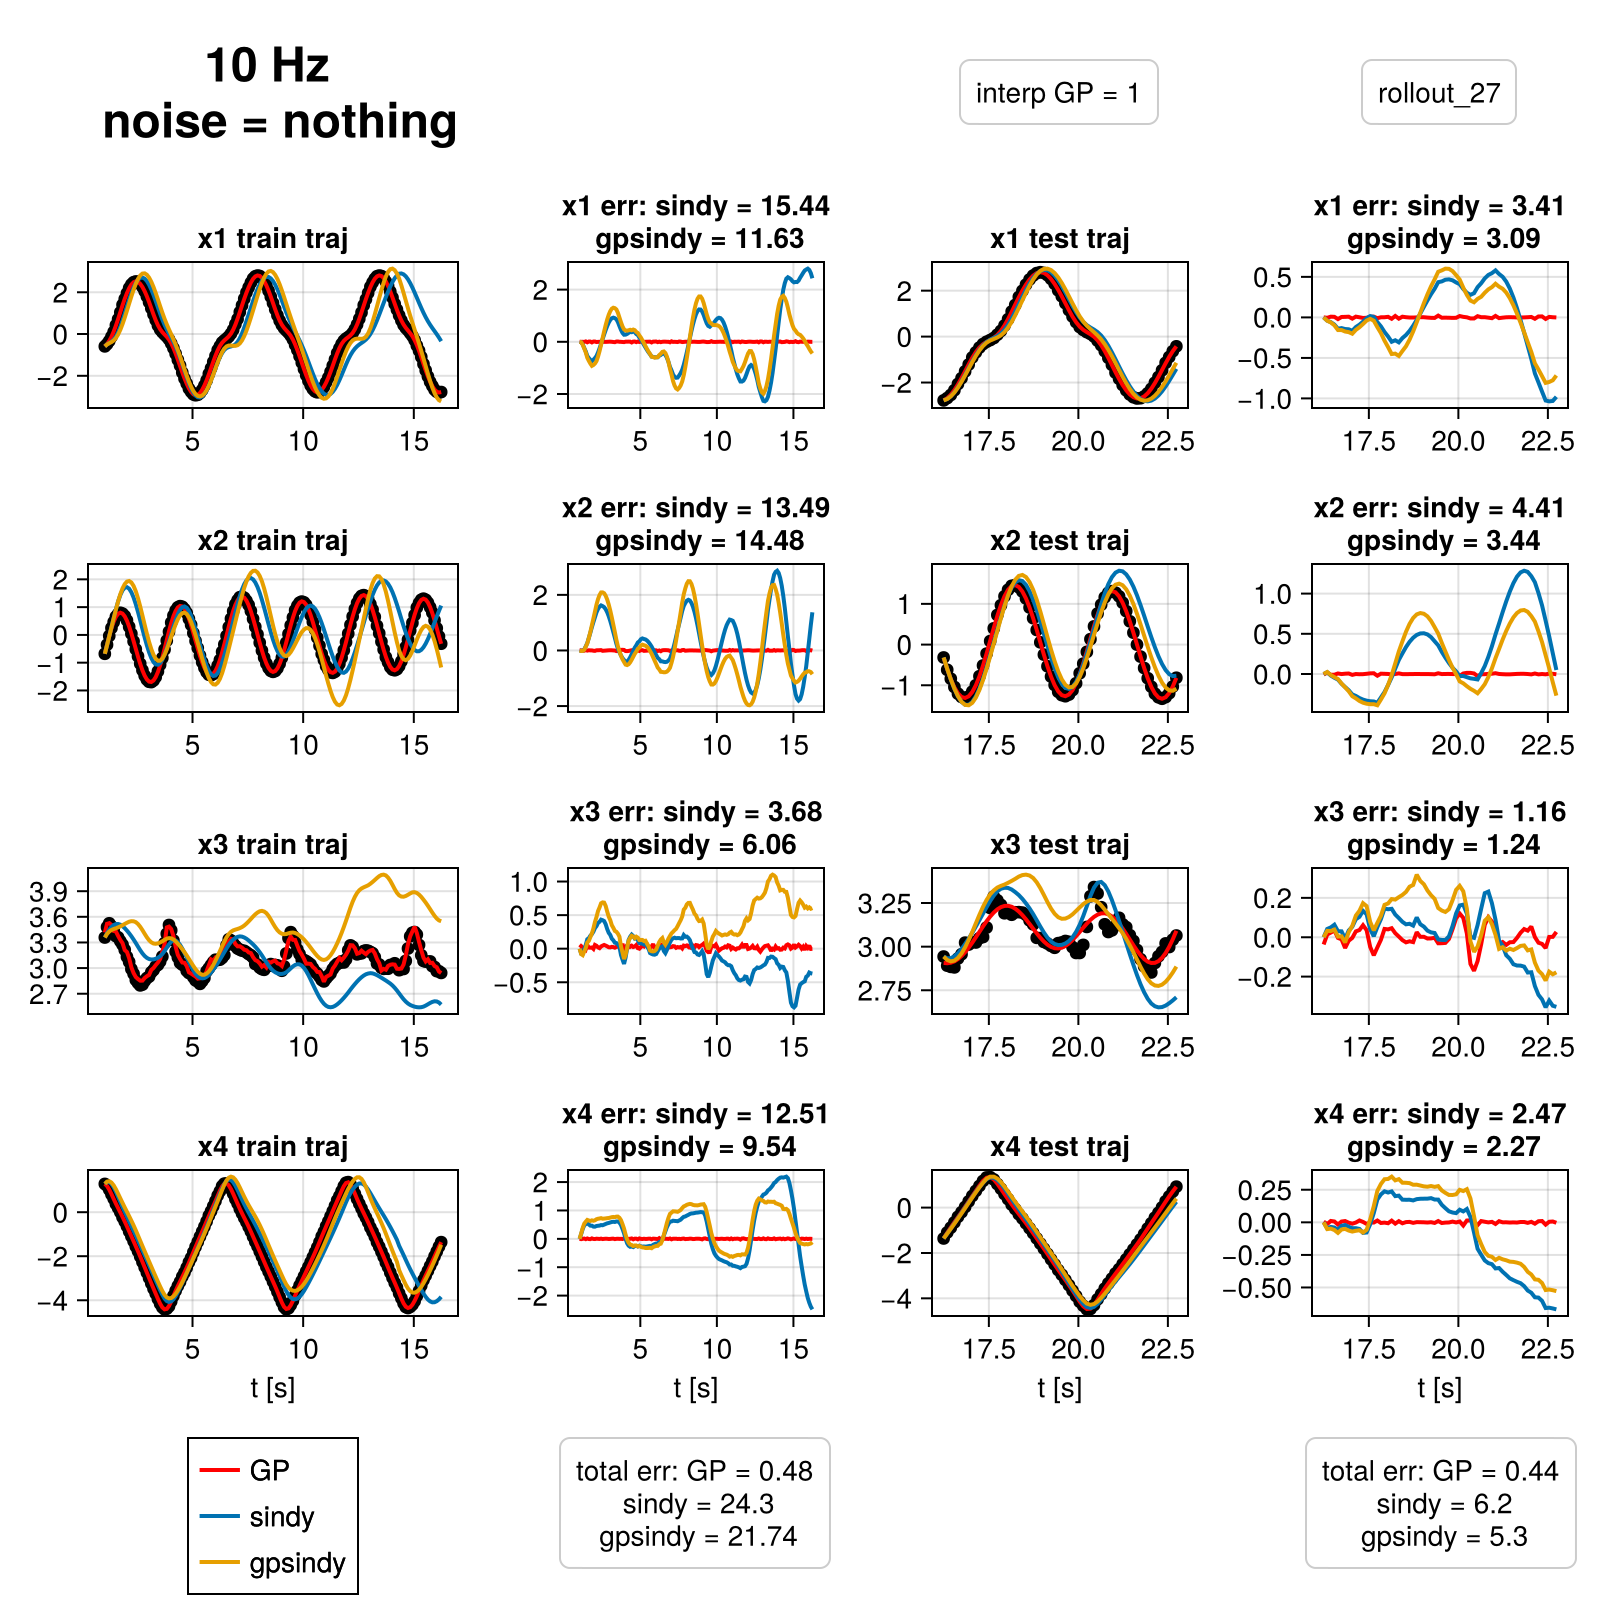 10 Hz
noise = nothing
interp GP = 1
rollout_27
x1 train traj
2
0
−2
5
10
15
x1 err: sindy = 15.44
gpsindy = 11.63
2
0
−2
5
10
15
x1 test traj
2
0
−2
17.5
20.0
22.5
x1 err: sindy = 3.41
gpsindy = 3.09
0.5
0.0
−0.5
−1.0
17.5
20.0
22.5
x2 train traj
2
1
0
−1
−2
5
10
15
x2 err: sindy = 13.49
gpsindy = 14.48
2
0
−2
5
10
15
x2 test traj
1
0
−1
17.5
20.0
22.5
x2 err: sindy = 4.41
gpsindy = 3.44
1.0
0.5
0.0
17.5
20.0
22.5
x3 train traj
3.9
3.6
3.3
3.0
2.7
5
10
15
x3 err: sindy = 3.68
gpsindy = 6.06
1.0
0.5
0.0
−0.5
5
10
15
x3 test traj
3.25
3.00
2.75
17.5
20.0
22.5
x3 err: sindy = 1.16
gpsindy = 1.24
0.2
0.0
−0.2
17.5
20.0
22.5
x4 train traj
0
−2
−4
5
10
15
t [s]
x4 err: sindy = 12.51
gpsindy = 9.54
2
1
0
−1
−2
5
10
15
t [s]
x4 test traj
0
−2
−4
17.5
20.0
22.5
t [s]
x4 err: sindy = 2.47
gpsindy = 2.27
0.25
0.00
−0.25
−0.50
17.5
20.0
22.5
t [s]
GP
sindy
gpsindy
total err: GP = 0.48
sindy = 24.3
gpsindy = 21.74
total err: GP = 0.44
sindy = 6.2
gpsindy = 5.3